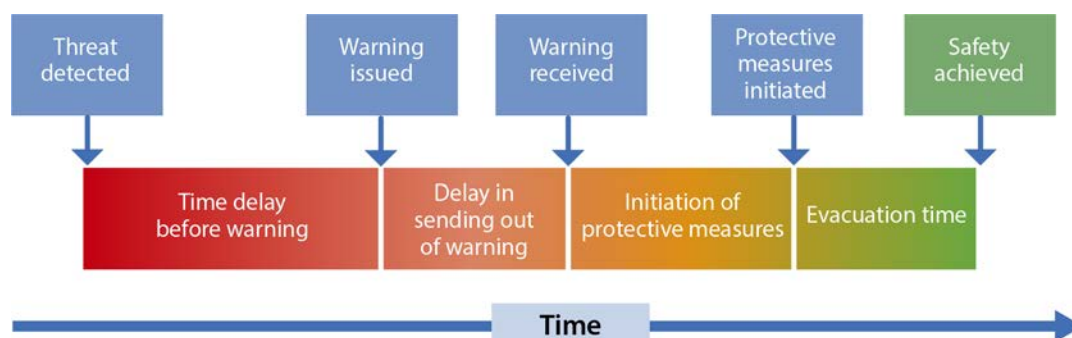 Threat
detected
Warning
issued
Warning
received
Protective
measures
initiated
Safety
achieved
Time delay
before warning
Delay in
sending out
of warning
Initiation of
protective measures
Evacuation time
Time